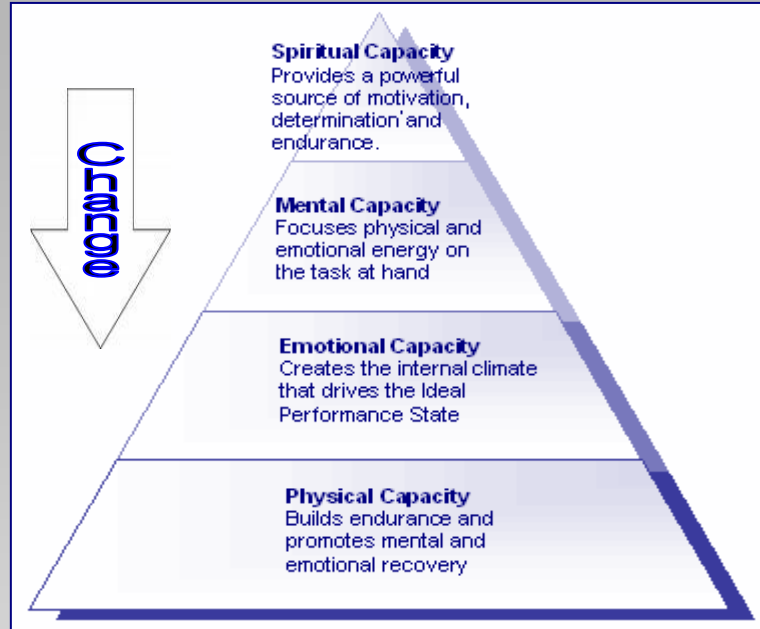 Change
Spiritual Capacity
Provides a powerful
source of motivation,
determination and
endurance.
Mental Capacity
Focuses physical and
emotional energy on
the task at hand
Emotional Capacity
Creates the internal climate
that drives the Ideal
Performance State
Physical Capacity
Builds endurance and
promotes mental and
emotional recovery